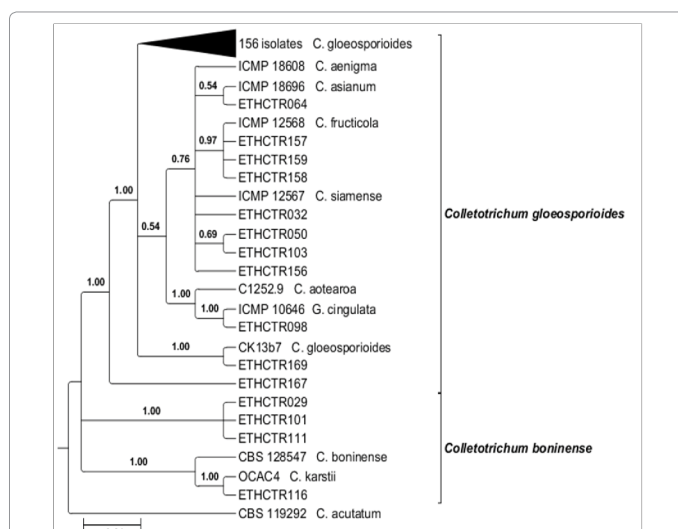 156 isolates C. gloeosporioides
ICMP 18608 C. aenigma
0.54
ICMP 18696 C. asianum
ETHCTR064
ICMP 12568 C. fructicola
0.97
ETHCTR157
0.76
ETHCTR159
ETHCTR158
1.00
ICMP 12567 C. siamense
ETHCTR032
Colletotrichum gloeosporioides
0.54
ETHCTR050
0.69
ETHCTR103
ETHCTR156
1.00
C1252.9 C. aotearoa
1.00
1.00
ICMP 10646 G. cingulata
ETHCTR098
1.00
CK13b7 C. gloeosporioides
ETHCTR169
ETHCTR167
ETHCTR029
1.00
ETHCTR101
ETHCTR111
Colletotrichum boninense
1.00
CBS 128547 C. boninense
1.00
OCAC4 C. karstii
ETHCTR116
CBS 119292 C. acutatum